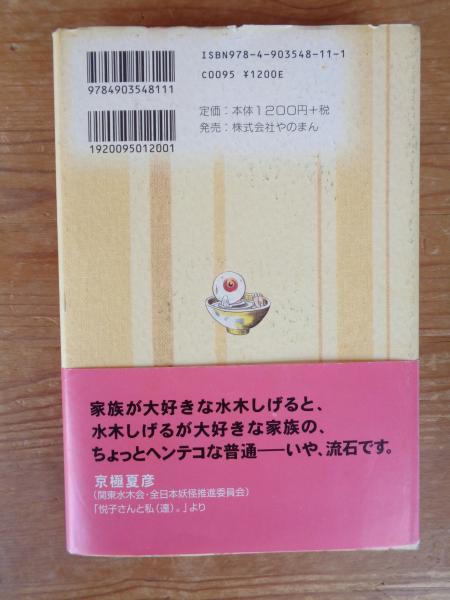 ISBN978-4-903548-11-1
C0095 ¥1200E
定価：本体1200円+税
発売：株式会社やのまん
9784903548111
1920095012001
家族が大好きな水木しげると、
水木しげるが大好きな家族の、
ちょっとヘンテコな普通――いや、流石です。
京極夏彦
（関東水木会・全日本妖怪推進委員会）
「悦子さんと私（達）。」より